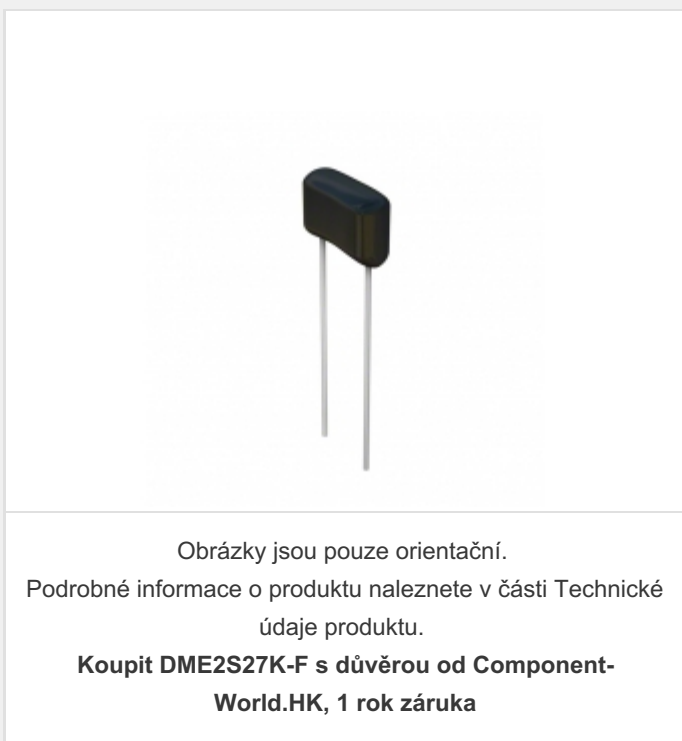 Obrázky jsou pouze orientační.
Podrobné informace o produktu naleznete v části Technické
údaje produktu.
Koupit DME2S27K-F s důvěrou od Component-
World.HK, 1 rok záruka